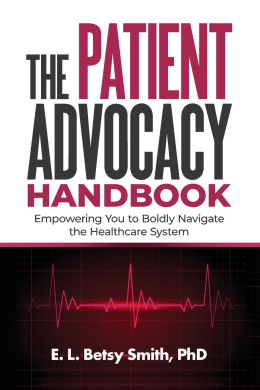 THE PATIENT
ADVOCACY
HANDBOOK
Empowering You to Boldly Navigate
the Healthcare System
E. L. Betsy Smith, PhD